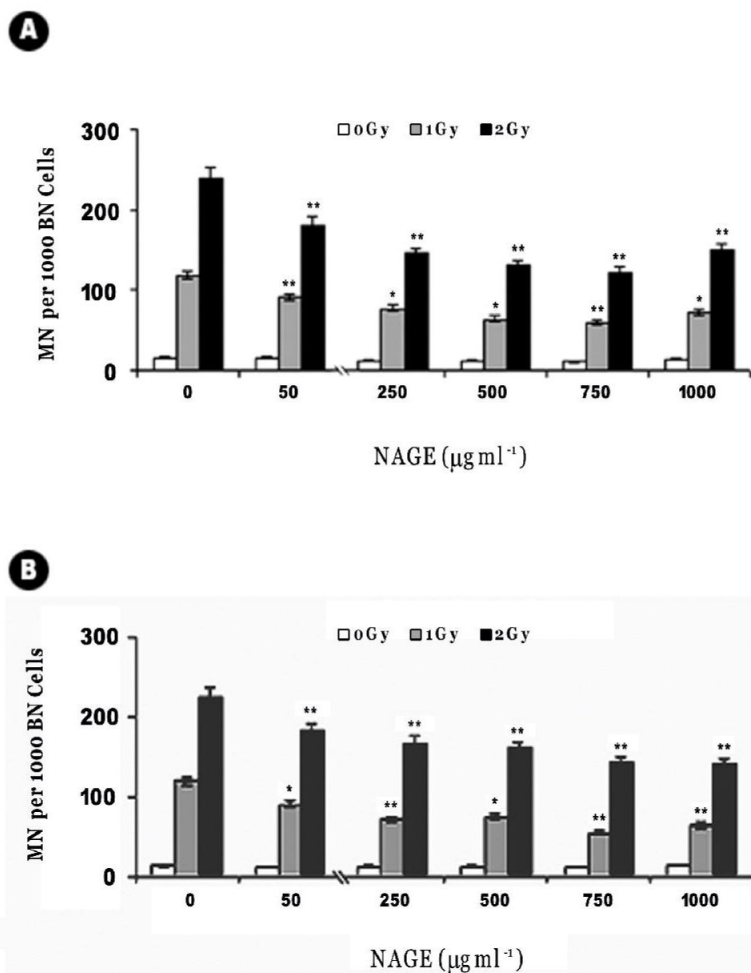 A
300
200
100
0
MN per 1000 BN Cells
0Gy 1Gy 2Gy
** ** ** ** **
** * * ** *
0 50 250 500 750 1000
NAGE (µg ml⁻¹)
B
300
200
100
0
MN per 1000 BN Cells
0Gy 1Gy 2Gy
** ** ** ** **
* ** * ** **
0 50 250 500 750 1000
NAGE (µg ml⁻¹)